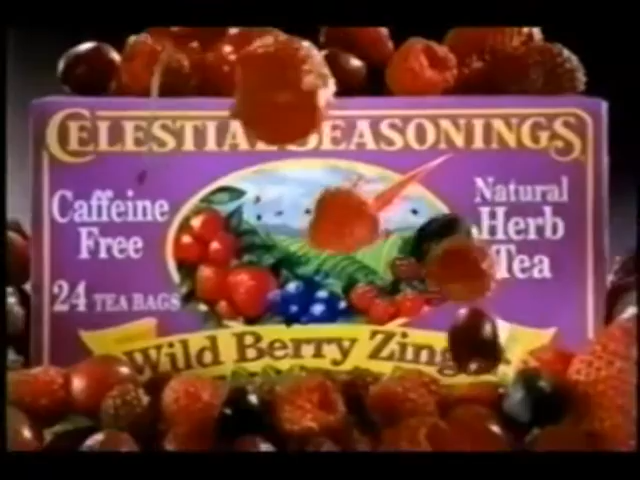 CELESTIAL SEASONINGS
Caffeine
Free
24 TEA BAGS
Natural
Herb
Tea
Wild Berry Zing